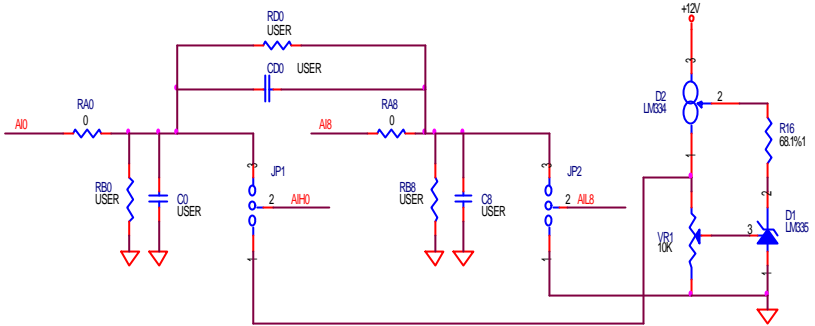 RD0
USER
CD0
USER
+12V
3
D2
LM334
2
R16
68.1%1
1
2
AI0
RA0
0
AI8
RA8
0
RB0
USER
C0
USER
3
JP1
2
AIH0
1
RB8
USER
C8
USER
3
JP2
2
AIL8
1
VR1
10K
3
D1
LM335
1